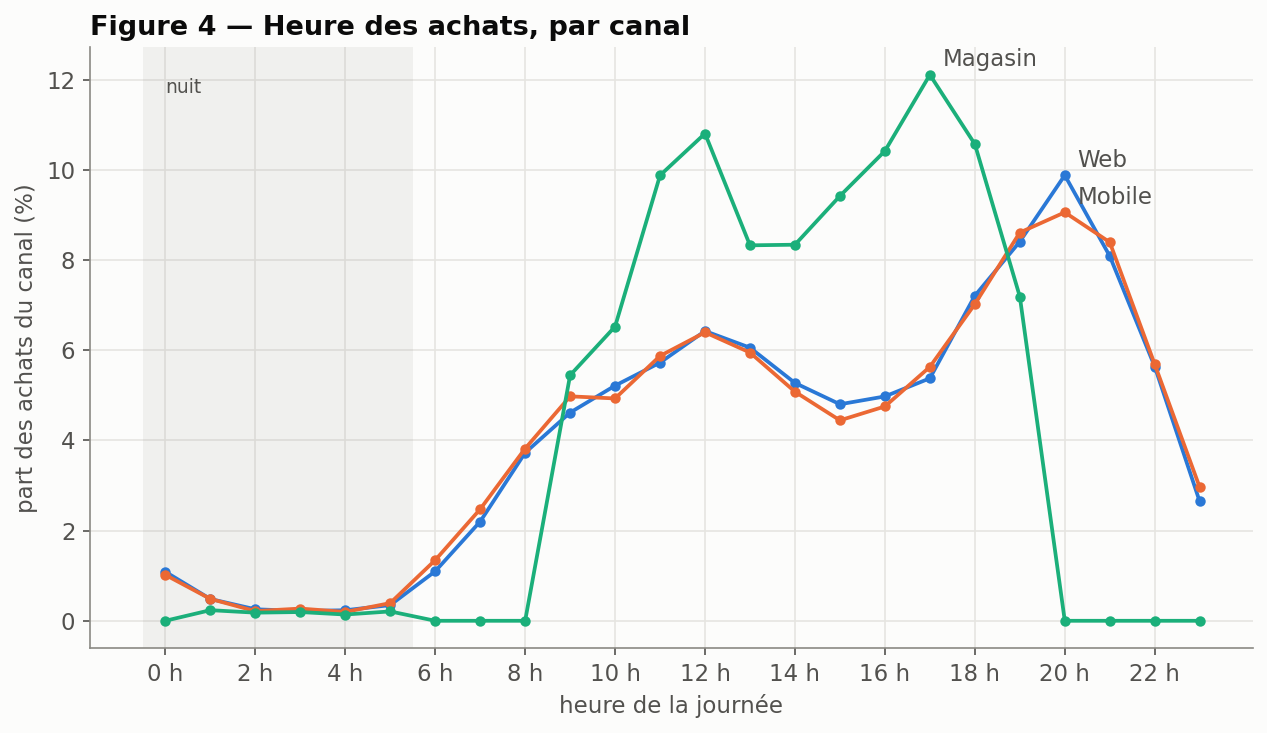 Figure 4 — Heure des achats, par canal
nuit
Magasin
Web
Mobile
part des achats du canal (%)
12
10
8
6
4
2
0
0 h 2 h 4 h 6 h 8 h 10 h 12 h 14 h 16 h 18 h 20 h 22 h
heure de la journée